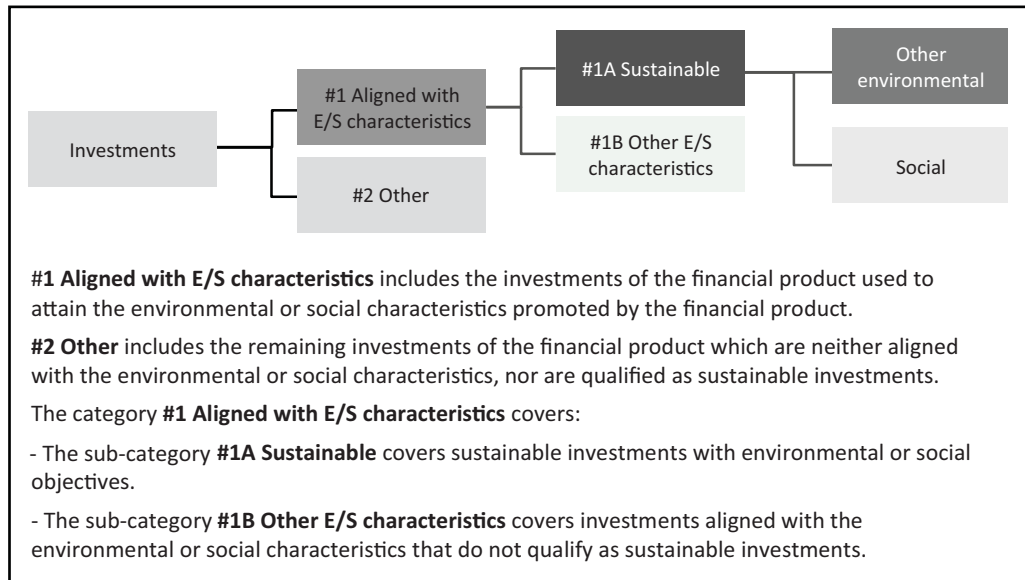 Investments
#1 Aligned with
E/S characteristics
#2 Other
#1A Sustainable
#1B Other E/S
characteristics
Other
environmental
Social
#1 Aligned with E/S characteristics includes the investments of the financial product used to
attain the environmental or social characteristics promoted by the financial product.
#2 Other includes the remaining investments of the financial product which are neither aligned
with the environmental or social characteristics, nor are qualified as sustainable investments.
The category #1 Aligned with E/S characteristics covers:
- The sub-category #1A Sustainable covers sustainable investments with environmental or social
objectives.
- The sub-category #1B Other E/S characteristics covers investments aligned with the
environmental or social characteristics that do not qualify as sustainable investments.